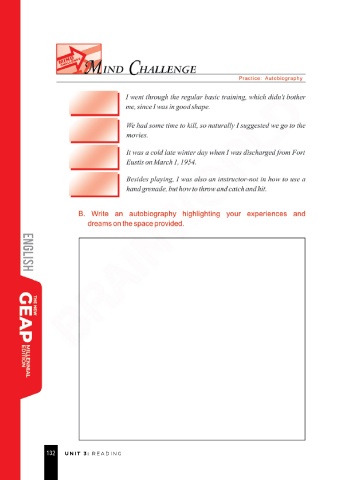 MIND CHALLENGE
Practice: Autobiography
I went through the regular basic training, which didn't bother
me, since I was in good shape.
We had some time to kill, so naturally I suggested we go to the
movies.
It was a cold late winter day when I was discharged from Fort
Eustis on March 1, 1954.
Besides playing, I was also an instructor-not in how to use a
hand grenade, but how to throw and catch and hit.
B. Write an autobiography highlighting your experiences and
dreams on the space provided.
ENGLISH
THE NEW
GEAP
MILLENNIAL
EDITION
132 UNIT 3: READING